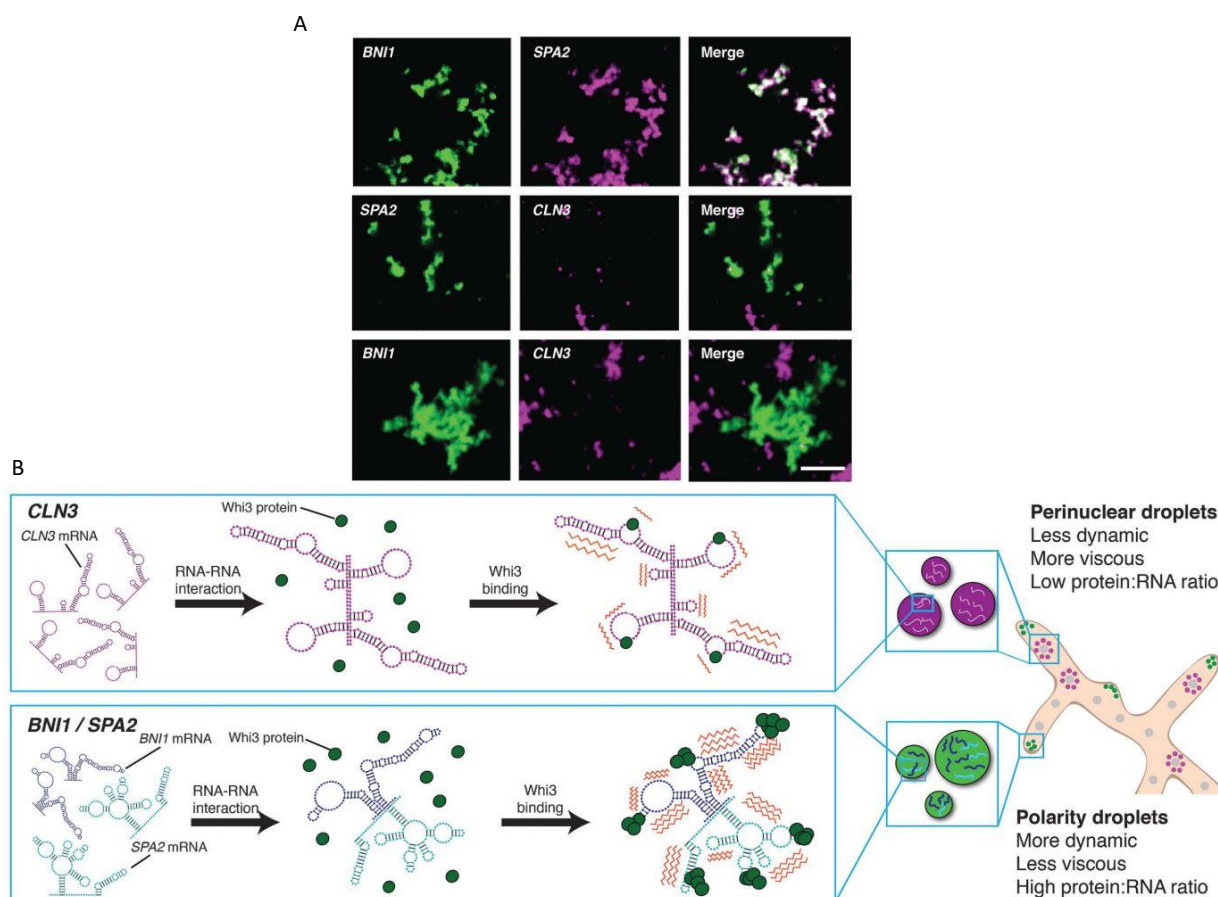 A
BNI1
SPA2
Merge
SPA2
CLN3
Merge
BNI1
CLN3
Merge
B
CLN3
CLN3 mRNA
RNA-RNA
interaction
Whi3 protein
Whi3
binding
Perinuclear droplets
Less dynamic
More viscous
Low protein:RNA ratio
BNI1 / SPA2
BNI1 mRNA
SPA2 mRNA
RNA-RNA
interaction
Whi3 protein
Whi3
binding
Polarity droplets
More dynamic
Less viscous
High protein:RNA ratio